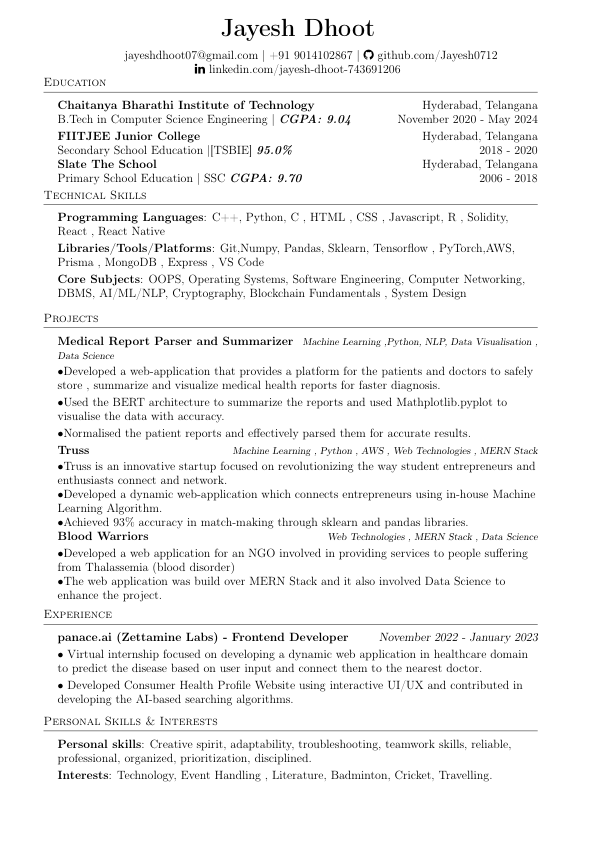 Jayesh Dhoot
jayeshdhoot07@gmail.com | +91 9014102867 | github.com/Jayesh0712
linkedin.com/jayesh-dhoot-743691206
Education
Chaitanya Bharathi Institute of Technology Hyderabad, Telangana
B.Tech in Computer Science Engineering | CGPA: 9.04 November 2020 - May 2024
FIITJEE Junior College Hyderabad, Telangana
Secondary School Education |[TSBIE] 95.0% 2018 - 2020
Slate The School Hyderabad, Telangana
Primary School Education | SSC CGPA: 9.70 2006 - 2018
Technical Skills
Programming Languages: C++, Python, C , HTML , CSS , Javascript, R , Solidity,
React , React Native
Libraries/Tools/Platforms: Git,Numpy, Pandas, Sklearn, Tensorflow , PyTorch,AWS,
Prisma , MongoDB , Express , VS Code
Core Subjects: OOPS, Operating Systems, Software Engineering, Computer Networking,
DBMS, AI/ML/NLP, Cryptography, Blockchain Fundamentals , System Design
Projects
Medical Report Parser and Summarizer Machine Learning ,Python, NLP, Data Visualisation ,
Data Science
●Developed a web-application that provides a platform for the patients and doctors to safely
store , summarize and visualize medical health reports for faster diagnosis.
●Used the BERT architecture to summarize the reports and used Mathplotlib.pyplot to
visualise the data with accuracy.
●Normalised the patient reports and effectively parsed them for accurate results.
Truss Machine Learning , Python , AWS , Web Technologies , MERN Stack
●Truss is an innovative startup focused on revolutionizing the way student entrepreneurs and
enthusiasts connect and network.
●Developed a dynamic web-application which connects entrepreneurs using in-house Machine
Learning Algorithm.
●Achieved 93% accuracy in match-making through sklearn and pandas libraries.
Blood Warriors Web Technologies , MERN Stack , Data Science
●Developed a web application for an NGO involved in providing services to people suffering
from Thalassemia (blood disorder)
●The web application was build over MERN Stack and it also involved Data Science to
enhance the project.
Experience
panace.ai (Zettamine Labs) - Frontend Developer November 2022 - January 2023
● Virtual internship focused on developing a dynamic web application in healthcare domain
to predict the disease based on user input and connect them to the nearest doctor.
● Developed Consumer Health Profile Website using interactive UI/UX and contributed in
developing the AI-based searching algorithms.
Personal Skills & Interests
Personal skills: Creative spirit, adaptability, troubleshooting, teamwork skills, reliable,
professional, organized, prioritization, disciplined.
Interests: Technology, Event Handling , Literature, Badminton, Cricket, Travelling.